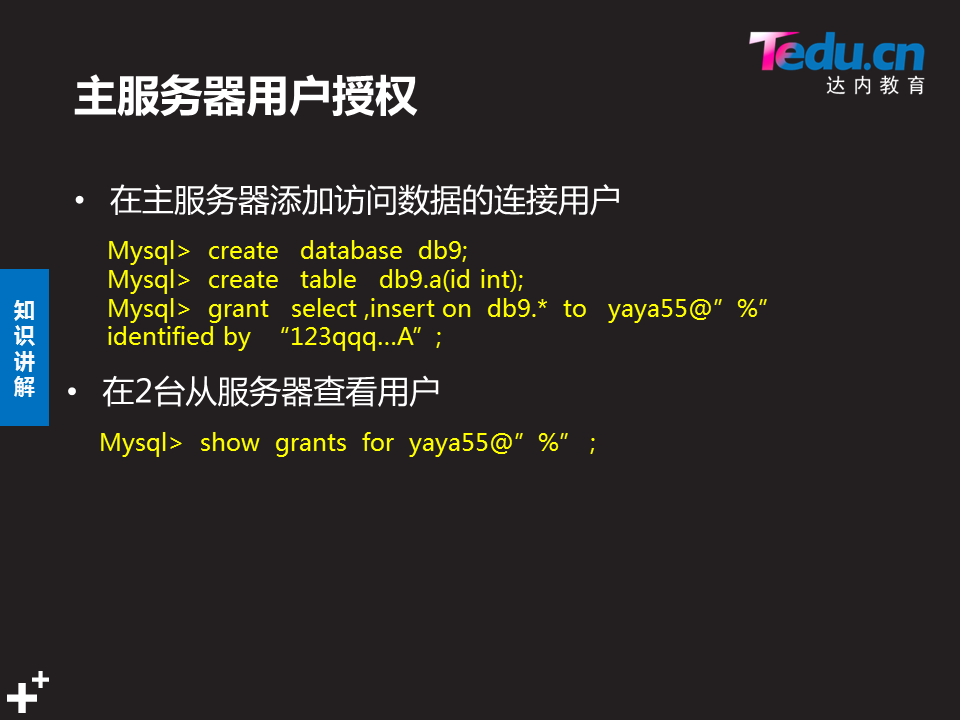 Tedu.cn
达内教育
主服务器用户授权
• 在主服务器添加访问数据的连接用户
Mysql> create database db9;
Mysql> create table db9.a(id int);
Mysql> grant select ,insert on db9.* to yaya55@”%”
identified by “123qqq…A”;
知识讲解
• 在2台从服务器查看用户
Mysql> show grants for yaya55@”%” ;